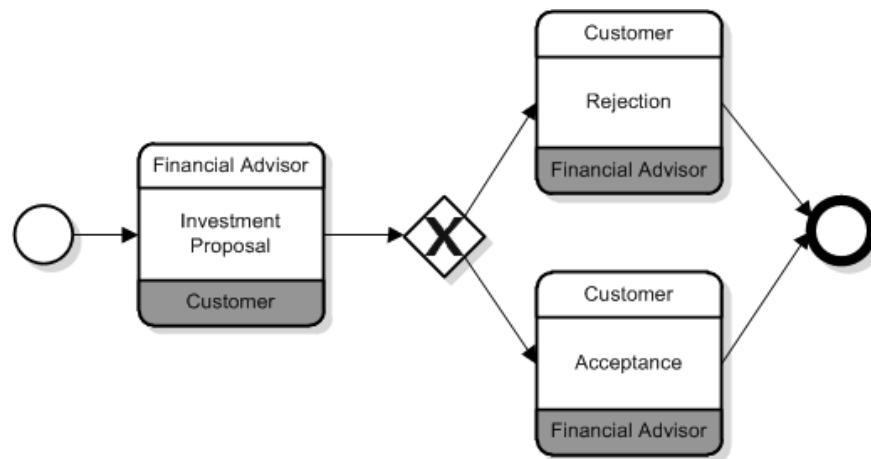 Financial Advisor
Investment
Proposal
Customer
X
Customer
Rejection
Financial Advisor
Customer
Acceptance
Financial Advisor